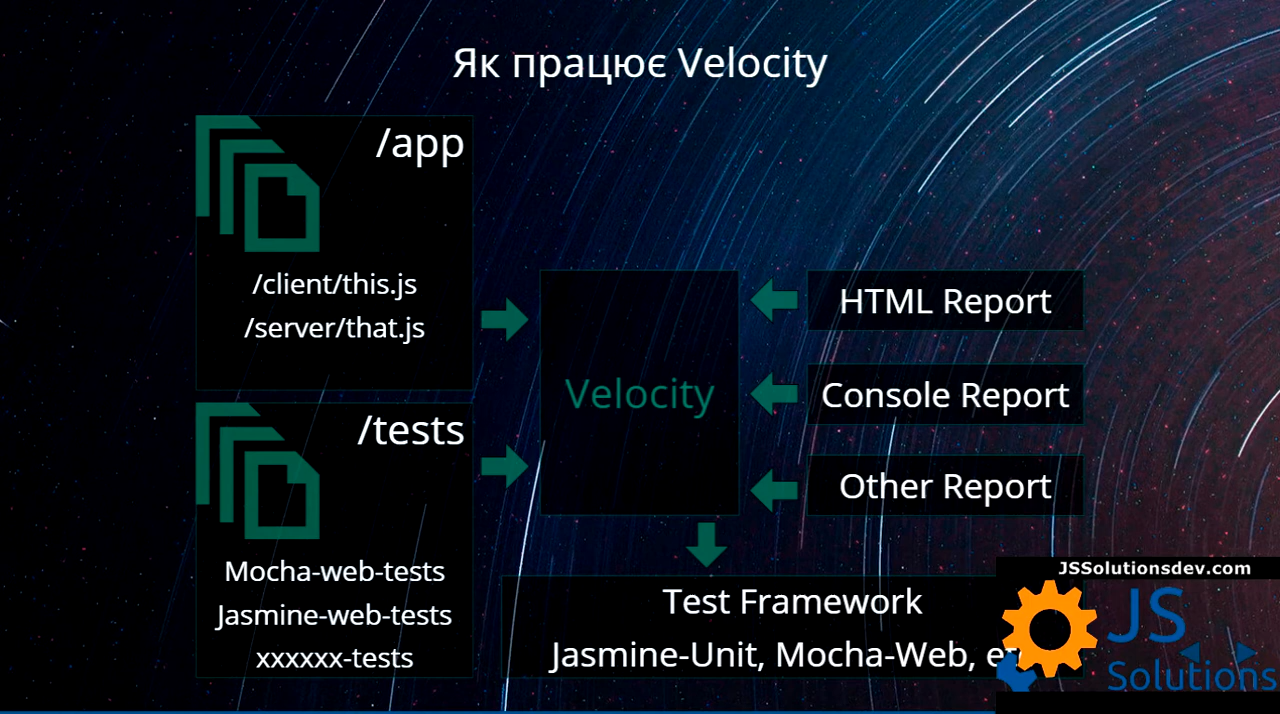 Як працює Velocity
/app
/client/this.js
/server/that.js
/tests
Mocha-web-tests
Jasmine-web-tests
xxxxxx-tests
Velocity
HTML Report
Console Report
Other Report
Test Framework
Jasmine-Unit, Mocha-Web,
JSSolutionsdev.com
JS
Solutions